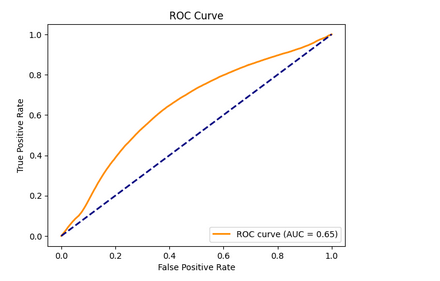 ROC Curve
1.0
0.8
0.6
0.4
0.2
0.0
True Positive Rate
ROC curve (AUC = 0.65)
0.0 0.2 0.4 0.6 0.8 1.0
False Positive Rate